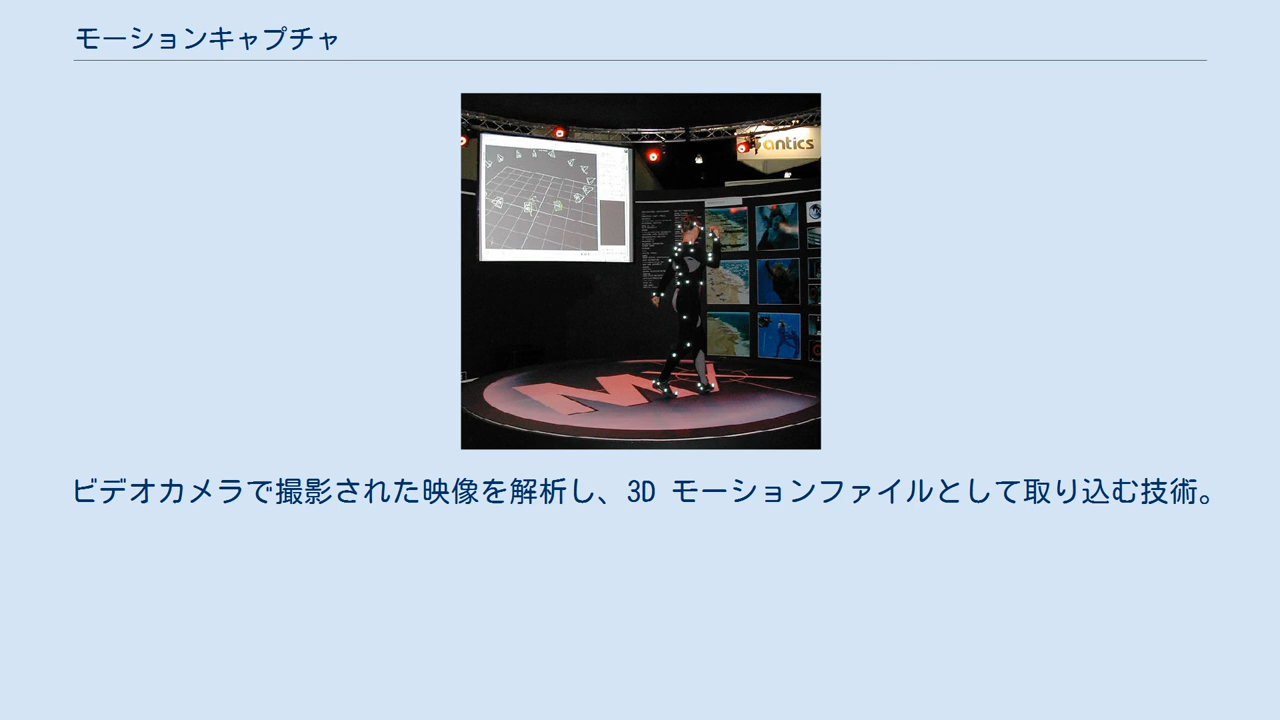 モーションキャプチャ
antics
MX
ビデオカメラで撮影された映像を解析し、3D モーションファイルとして取り込む技術。